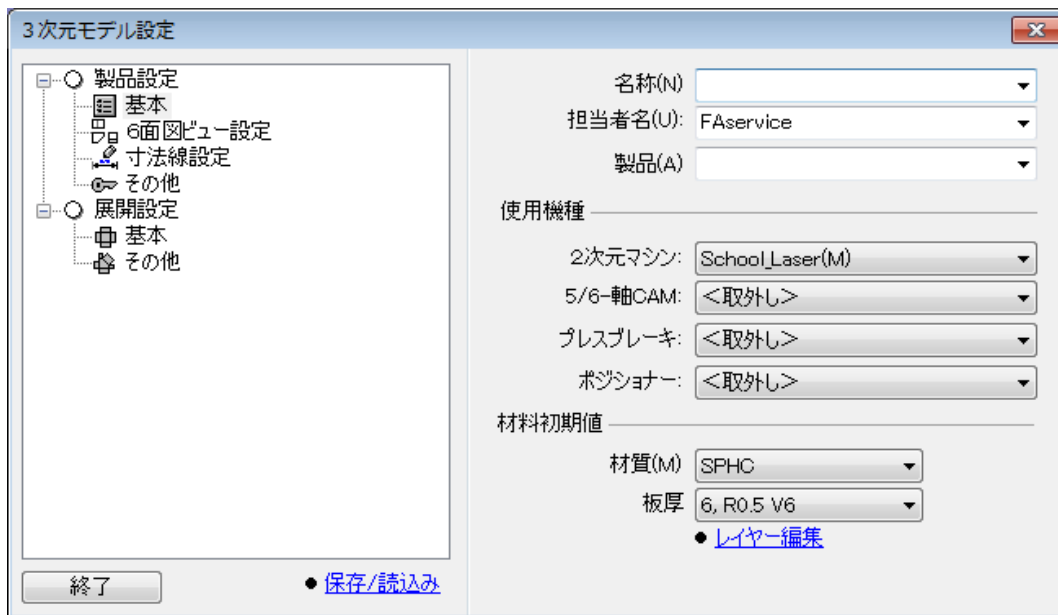 3次元モデル設定
製品設定
基本
6面図ビュー設定
寸法線設定
その他
展開設定
基本
その他
終了
●保存/読込み
名称(N)
担当者名(U): FAservice
製品(A)
使用機種
2次元マシン: School_Laser(M)
5/6-軸CAM: <取外し>
プレスブレーキ: <取外し>
ポジショナー: <取外し>
材料初期値
材質(M) SPHC
板厚 6, R0.5 V6
●レイヤー編集